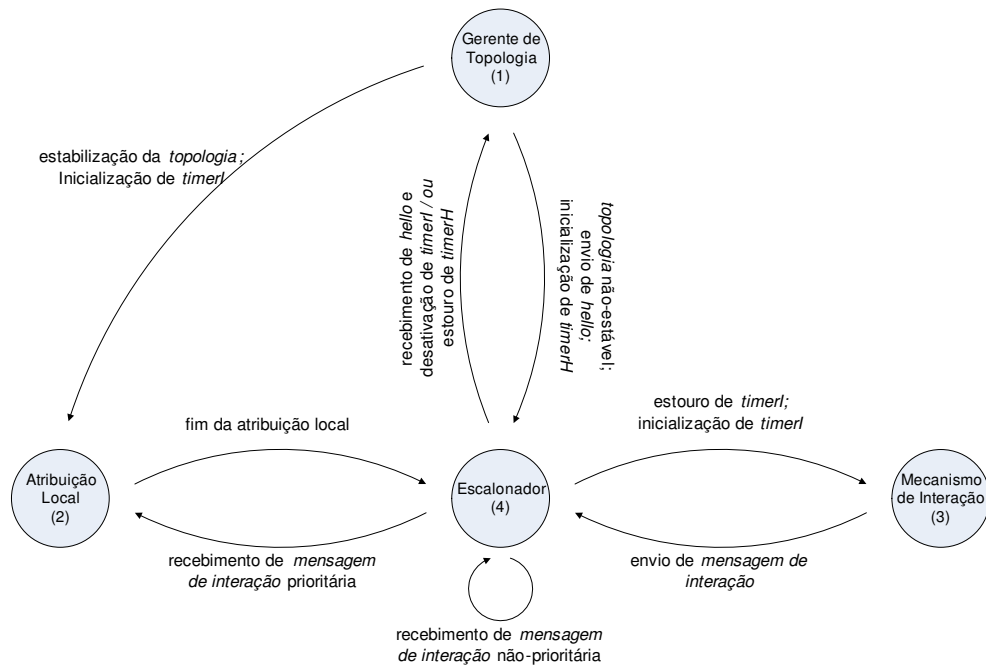 Gerente de
Topologia
(1)
estabilização da topologia;
Inicialização de timerI
recebimento de hello e
desativação de timerI / ou
estouro de timerH
topologia não-estável;
envio de hello;
inicialização de timerH
fim da atribuição local
estouro de timerI;
inicialização de timerI
Atribuição
Local
(2)
Escalonador
(4)
Mecanismo
de Interação
(3)
recebimento de mensagem
de interação prioritária
envio de mensagem de
interação
recebimento de mensagem
de interação não-prioritária